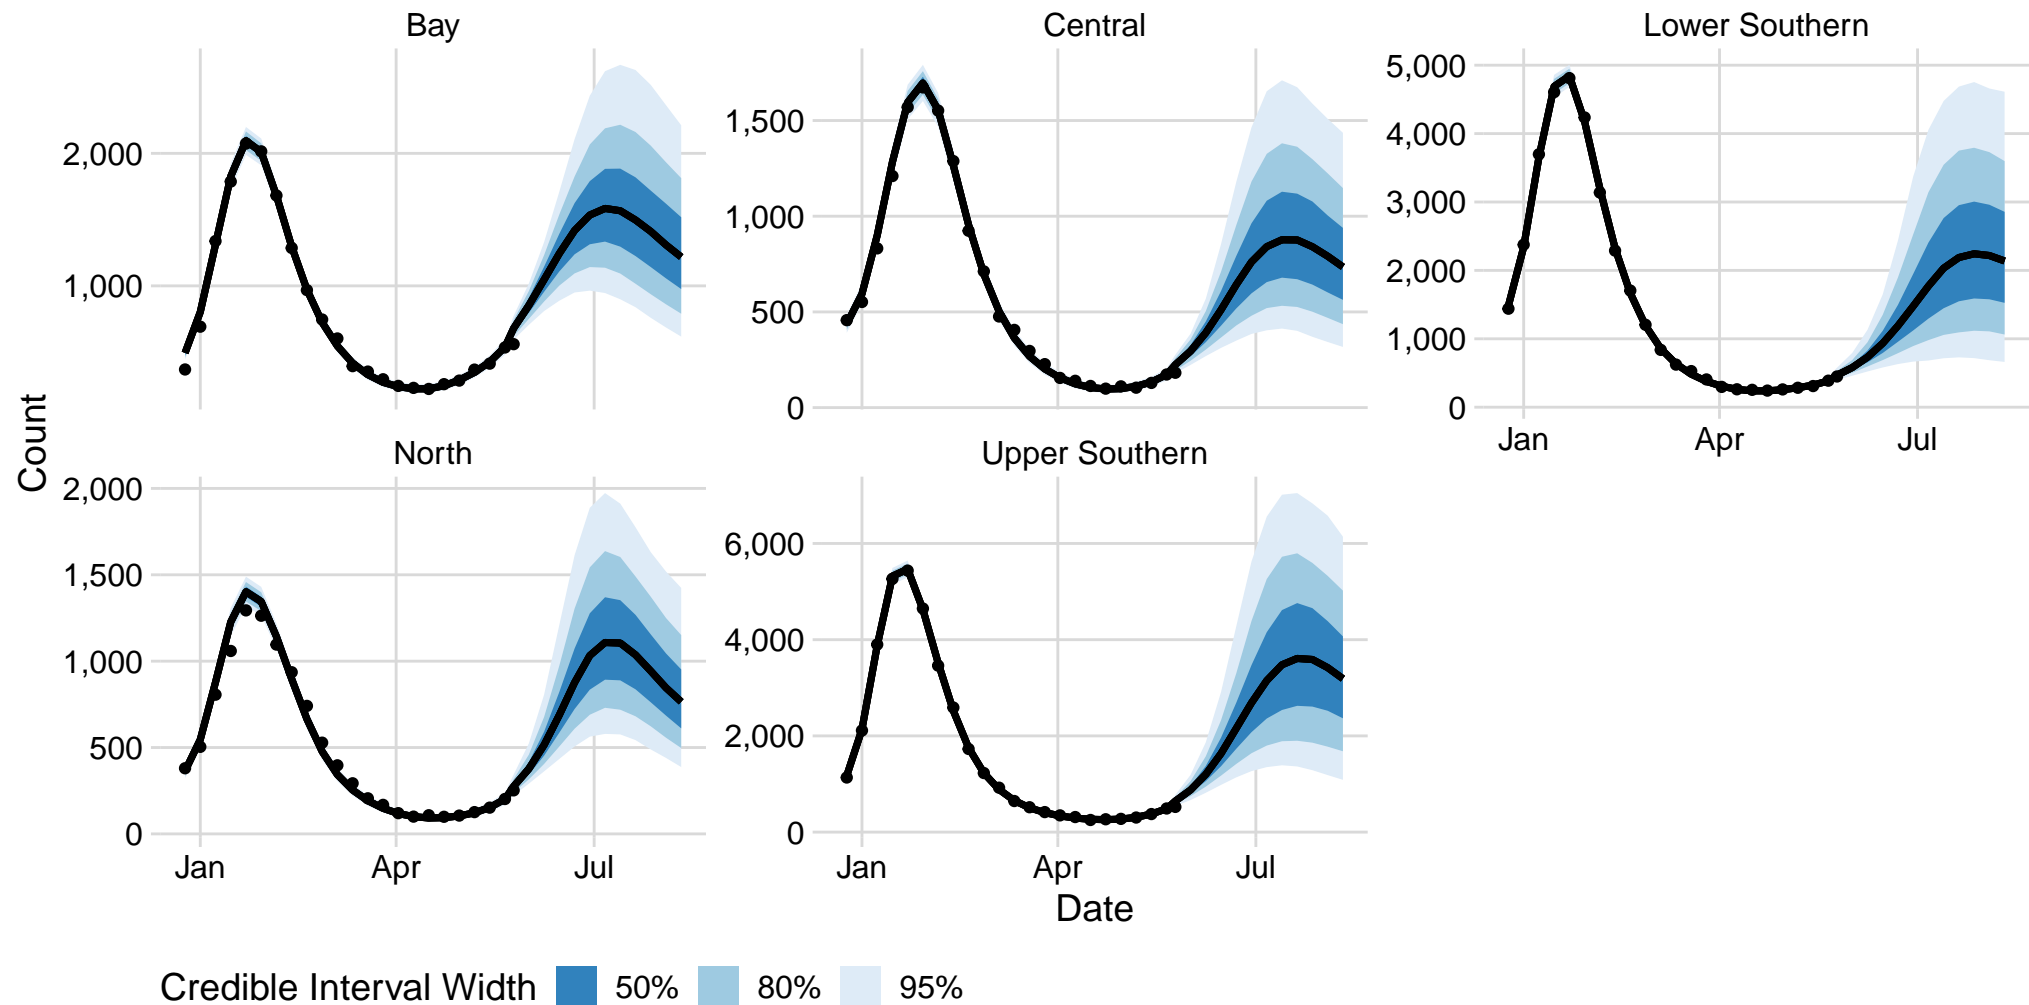 Bay
Central
Lower Southern
2,000
1,000
1,500
1,000
500
0
5,000
4,000
3,000
2,000
1,000
0
Jan Apr Jul
Count
North
Upper Southern
2,000
1,500
1,000
500
0
Jan Apr Jul
6,000
4,000
2,000
0
Jan Apr Jul
Date
Credible Interval Width 50% 80% 95%